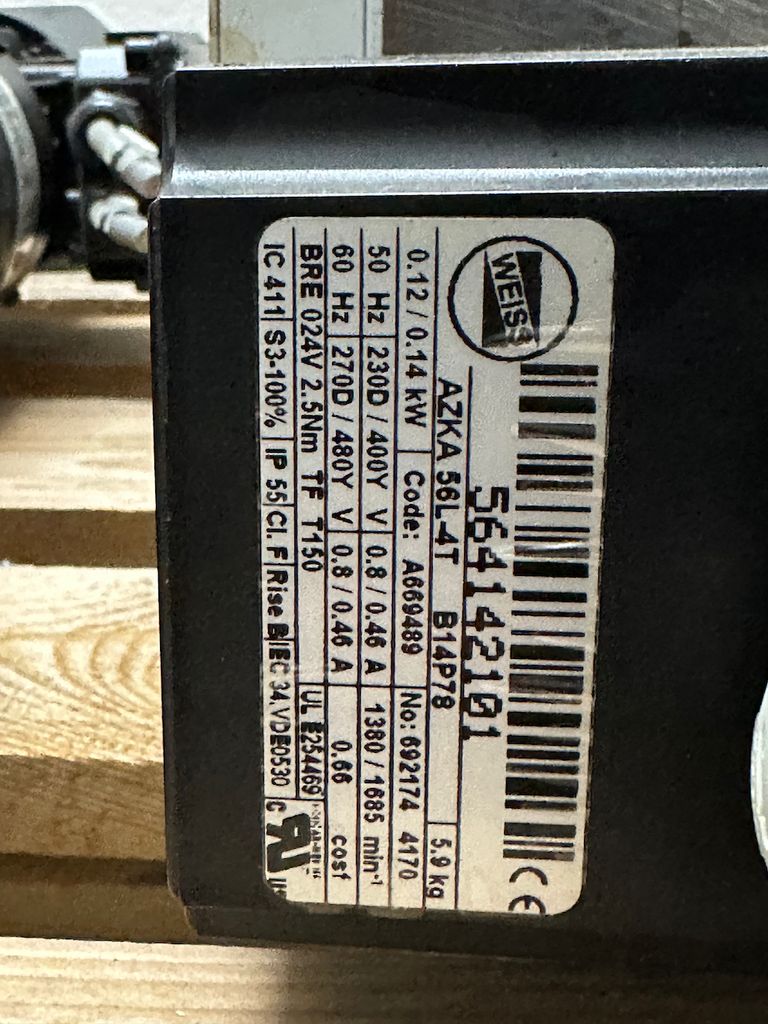 WEISS
564142101
AZKA 56L-4T B14P78 5.9 kg
0.12 / 0.14 kW Code: A669489 No: 692174 4170
50 Hz 230D / 400Y V 0.8 / 0.46 A 1380 / 1685 min-1
60 Hz 270D / 480Y V 0.8 / 0.46 A 0.66 cosf
BRE 024V 2.5Nm TF T150 UL E254469
IC 411 S3-100% IP 55 Cl. F Rise B IEC 34.VDE0530
CE